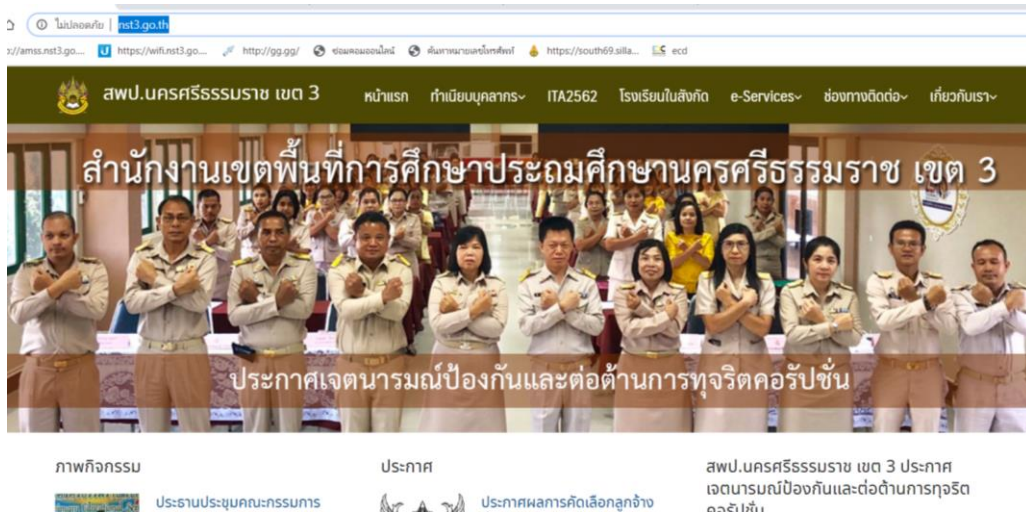 ไม่ปลอดภัย | nst3.go.th
://amss.nst3.go.... https://wifi.nst3.go.... http://gg.gg/ ซ่อมคอมออนไลน์ ค้นหาหมายเลขโทรศัพท์ https://south69.silla... ecd
สพป.นครศรีธรรมราช เขต 3 หน้าแรก ทำเนียบบุคลากร ITA2562 โรงเรียนในสังกัด e-Services ช่องทางติดต่อ เกี่ยวกับเรา
สำนักงานเขตพื้นที่การศึกษาประถมศึกษานครศรีธรรมราช เขต 3
ประกาศเจตนารมณ์ป้องกันและต่อต้านการทุจริตคอรัปชั่น
ภาพกิจกรรม
ประธานประชุมคณะกรรมการ
ประกาศ
ประกาศผลการคัดเลือกลูกจ้าง
สพป.นครศรีธรรมราช เขต 3 ประกาศ
เจตนารมณ์ป้องกันและต่อต้านการทุจริต
คอรัปชั่น